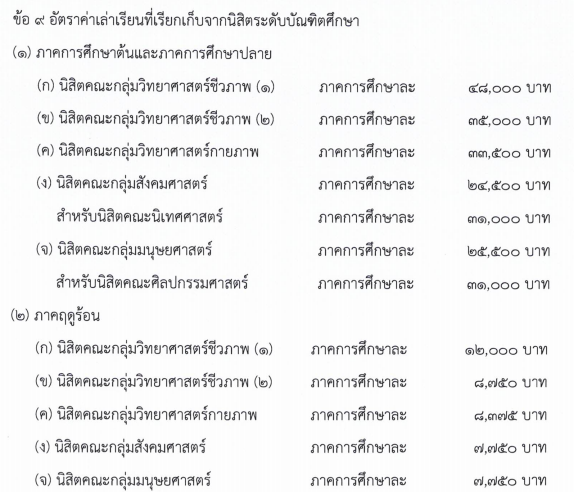 ข้อ ๙ อัตราค่าเล่าเรียนที่เรียกเก็บจากนิสิตระดับบัณฑิตศึกษา
(๑) ภาคการศึกษาต้นและภาคการศึกษาปลาย
(ก) นิสิตคณะกลุ่มวิทยาศาสตร์ชีวภาพ (๑) ภาคการศึกษาละ ๔๘,๐๐๐ บาท
(ข) นิสิตคณะกลุ่มวิทยาศาสตร์ชีวภาพ (๒) ภาคการศึกษาละ ๓๕,๐๐๐ บาท
(ค) นิสิตคณะกลุ่มวิทยาศาสตร์กายภาพ ภาคการศึกษาละ ๓๓,๕๐๐ บาท
(ง) นิสิตคณะกลุ่มสังคมศาสตร์ ภาคการศึกษาละ ๒๔,๕๐๐ บาท
สำหรับนิสิตคณะนิเทศศาสตร์ ภาคการศึกษาละ ๓๑,๐๐๐ บาท
(จ) นิสิตคณะกลุ่มมนุษยศาสตร์ ภาคการศึกษาละ ๒๕,๕๐๐ บาท
สำหรับนิสิตคณะศิลปกรรมศาสตร์ ภาคการศึกษาละ ๓๑,๐๐๐ บาท
(๒) ภาคฤดูร้อน
(ก) นิสิตคณะกลุ่มวิทยาศาสตร์ชีวภาพ (๑) ภาคการศึกษาละ ๑๒,๐๐๐ บาท
(ข) นิสิตคณะกลุ่มวิทยาศาสตร์ชีวภาพ (๒) ภาคการศึกษาละ ๘,๗๕๐ บาท
(ค) นิสิตคณะกลุ่มวิทยาศาสตร์กายภาพ ภาคการศึกษาละ ๘,๓๗๕ บาท
(ง) นิสิตคณะกลุ่มสังคมศาสตร์ ภาคการศึกษาละ ๗,๗๕๐ บาท
(จ) นิสิตคณะกลุ่มมนุษยศาสตร์ ภาคการศึกษาละ ๗,๗๕๐ บาท